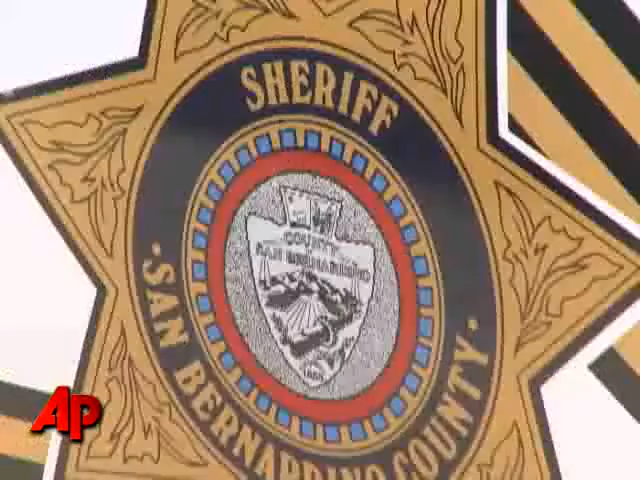 SHERIFF
COUNTY
SAN BERNARDINO
SAN BERNARDINO COUNTY
AP